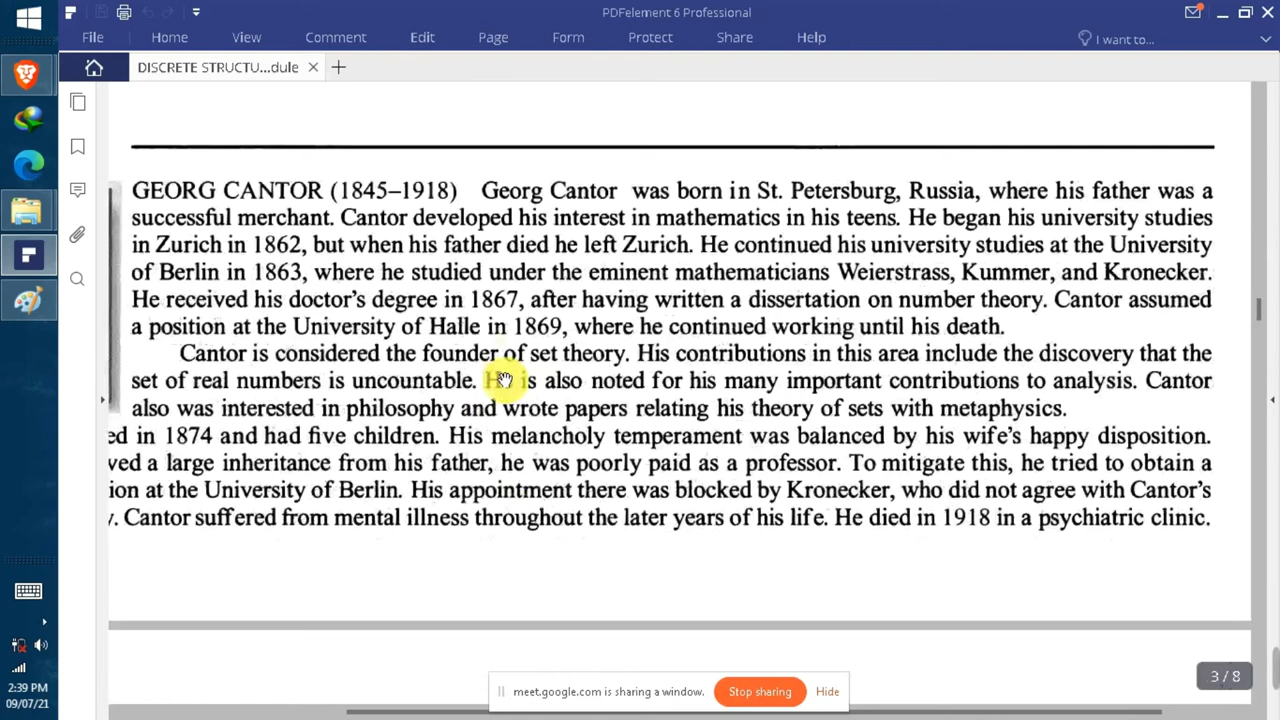 PDFelement 6 Professional
File Home View Comment Edit Page Form Protect Share Help I want to...
DISCRETE STRUCTU...dule
GEORG CANTOR (1845–1918) Georg Cantor was born in St. Petersburg, Russia, where his father was a
successful merchant. Cantor developed his interest in mathematics in his teens. He began his university studies
in Zurich in 1862, but when his father died he left Zurich. He continued his university studies at the University
of Berlin in 1863, where he studied under the eminent mathematicians Weierstrass, Kummer, and Kronecker.
He received his doctor's degree in 1867, after having written a dissertation on number theory. Cantor assumed
a position at the University of Halle in 1869, where he continued working until his death.
Cantor is considered the founder of set theory. His contributions in this area include the discovery that the
set of real numbers is uncountable. He is also noted for his many important contributions to analysis. Cantor
also was interested in philosophy and wrote papers relating his theory of sets with metaphysics.
ed in 1874 and had five children. His melancholy temperament was balanced by his wife's happy disposition.
ved a large inheritance from his father, he was poorly paid as a professor. To mitigate this, he tried to obtain a
ion at the University of Berlin. His appointment there was blocked by Kronecker, who did not agree with Cantor's
y. Cantor suffered from mental illness throughout the later years of his life. He died in 1918 in a psychiatric clinic.
3 / 8
meet.google.com is sharing a window. Stop sharing Hide
2:39 PM
09/07/21